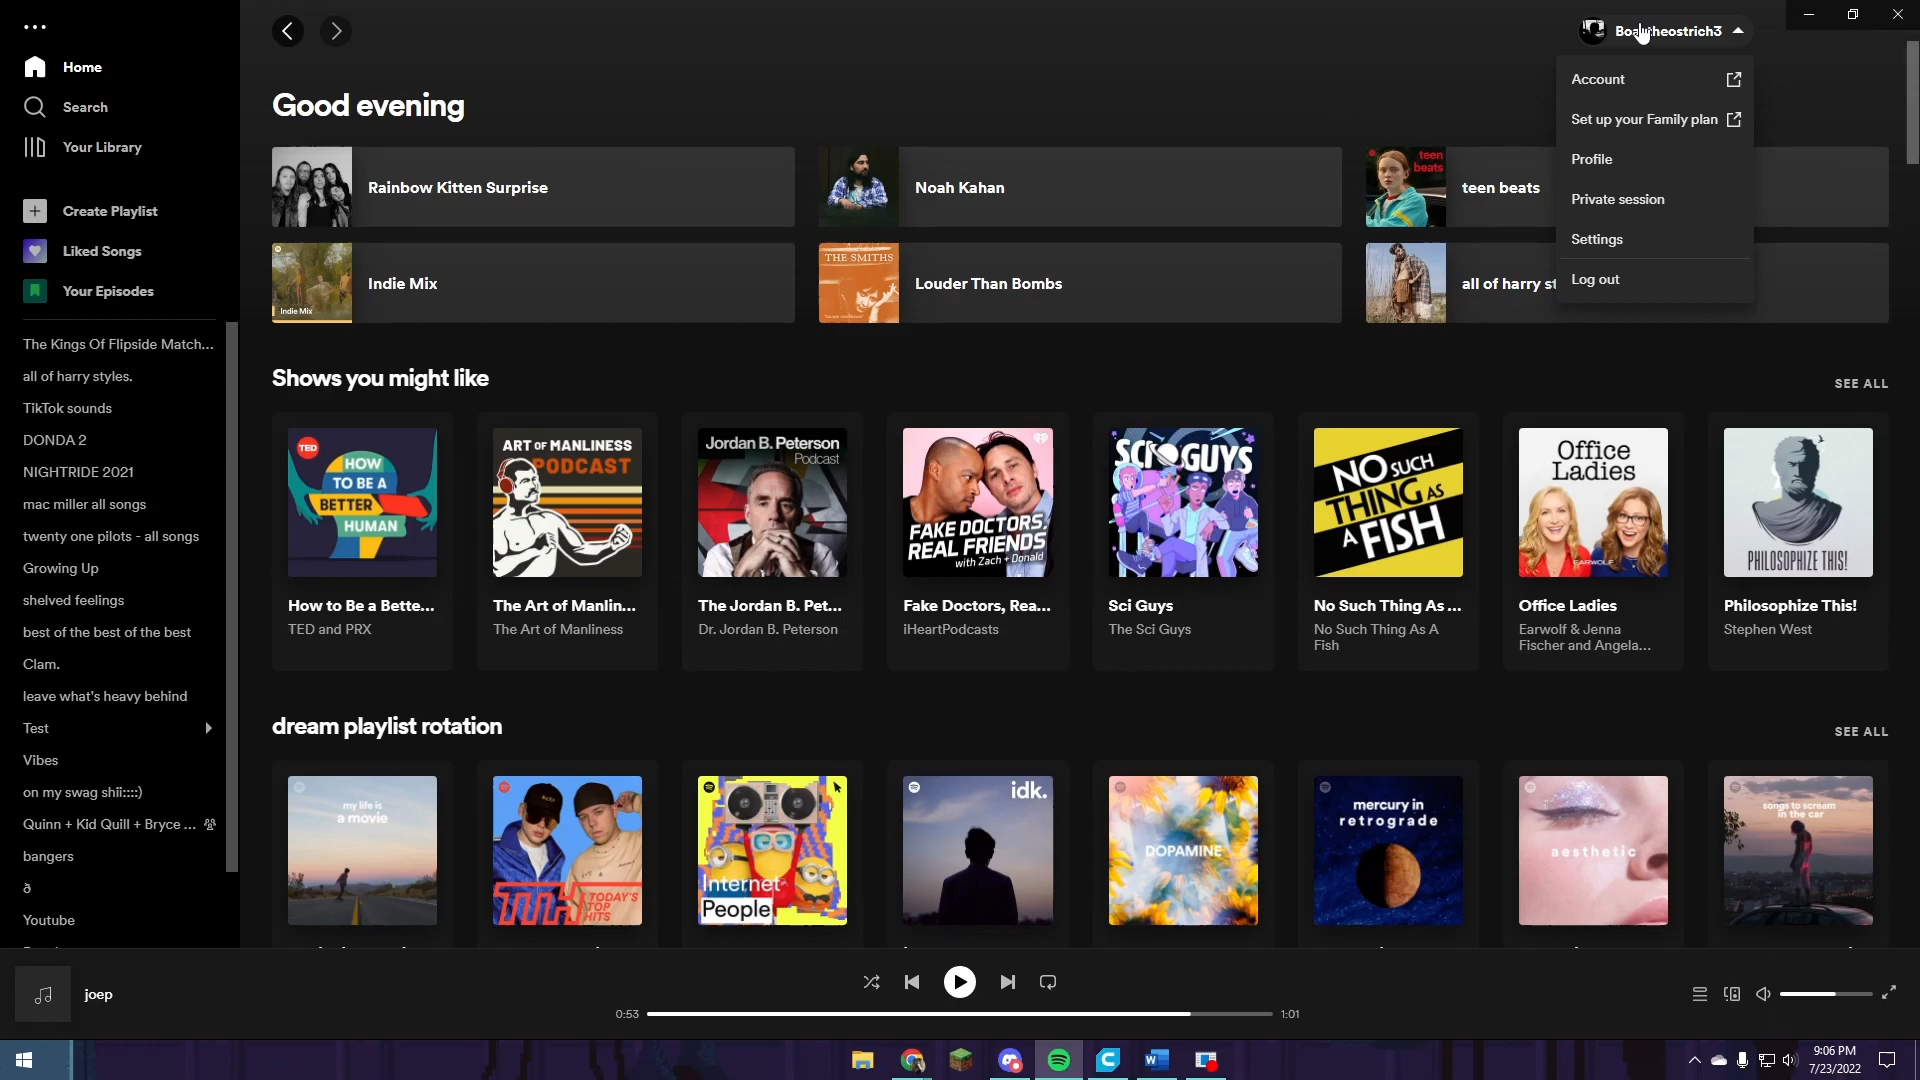 Home
Search
Your Library
Create Playlist
Liked Songs
Your Episodes
The Kings Of Flipside Match...
all of harry styles.
TikTok sounds
DONDA 2
NIGHTRIDE 2021
mac miller all songs
twenty one pilots - all songs
Growing Up
shelved feelings
best of the best of the best
Clam.
leave what's heavy behind
Test
Vibes
on my swag shii::::)
Quinn + Kid Quill + Bryce ...
bangers
ð
Youtube
Account
Set up your Family plan
Profile
Private session
Settings
Log out
Good evening
Rainbow Kitten Surprise
Noah Kahan
teen
beats
teen beats
Indie Mix
Indie Mix
THE SMITHS
Louder Than Bombs
all of harry st
Shows you might like
SEE ALL
TED
HOW
TO BE A
BETTER
HUMAN
How to Be a Bette...
TED and PRX
ART OF MANLINESS
PODCAST
The Art of Manlin...
The Art of Manliness
Jordan B. Peterson
Podcast
The Jordan B. Pet...
Dr. Jordan B. Peterson
FAKE DOCTORS,
REAL FRIENDS
with Zach + Donald
Fake Doctors, Rea...
iHeartPodcasts
SCI GUYS
Sci Guys
The Sci Guys
NO SUCH
THING AS
A FISH
No Such Thing As ...
No Such Thing As A
Fish
Office
Ladies
EARWOLF
Office Ladies
Earwolf & Jenna
Fischer and Angela...
PHILOSOPHIZE THIS!
Philosophize This!
Stephen West
dream playlist rotation
SEE ALL
my life is
a movie
TODAY'S
TOP
HITS
Internet
People
idk.
DOPAMINE
mercury in
retrograde
aesthetic
songs to scream
in the car
joep
0:53
1:01
9:06 PM
7/23/2022